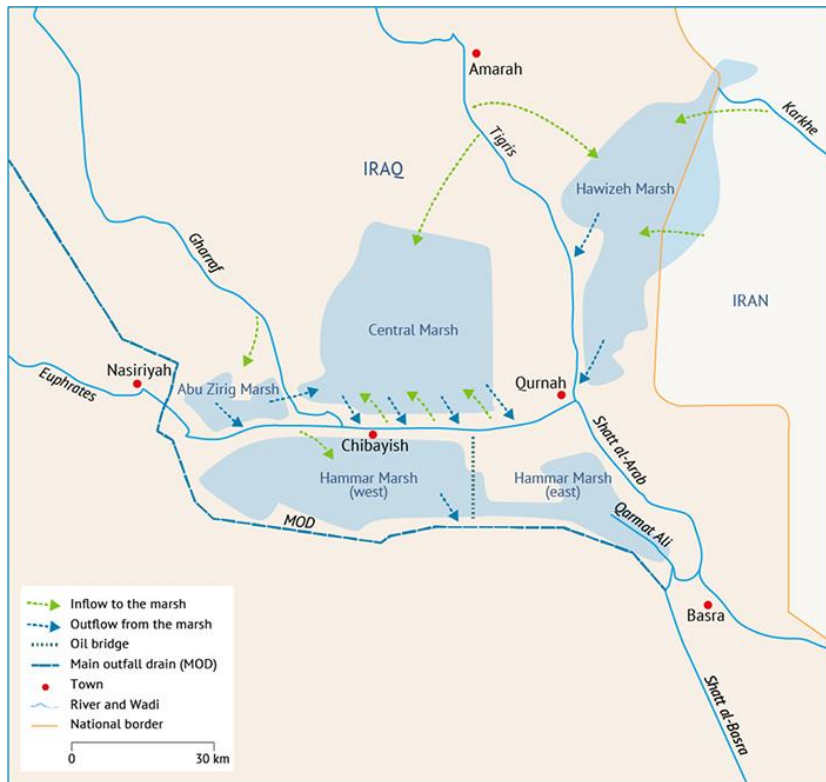 Amarah
Karkhe
Tigris
IRAQ
Hawizeh Marsh
Gharraf
IRAN
Central Marsh
Nasiriyah
Abu Zirig Marsh
Qurnah
Euphrates
Chibayish
Shatt al-Arab
Hammar Marsh
(west)
Hammar Marsh
(east)
Qarmat Ali
MOD
Basra
Shatt al-Basra
Inflow to the marsh
Outflow from the marsh
Oil bridge
Main outfall drain (MOD)
Town
River and Wadi
National border
0 30 km